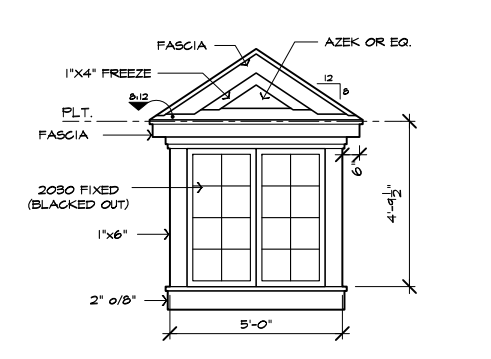 FASCIA
AZEK OR EQ.
1"X4" FREEZE
12
8
8:12
PLT.
FASCIA
6"
2030 FIXED
(BLACKED OUT)
4'-9 1/2"
1"x6"
2" o/8"
5'-0"